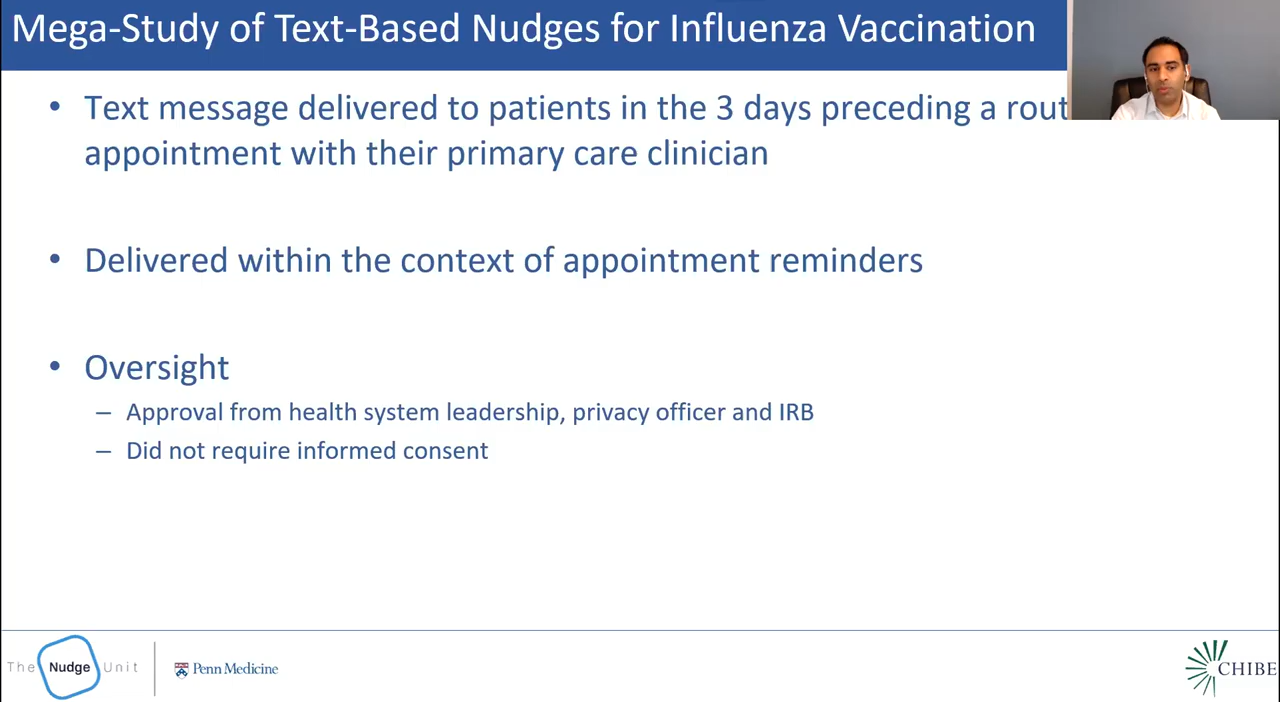 Mega-Study of Text-Based Nudges for Influenza Vaccination
• Text message delivered to patients in the 3 days preceding a rout
appointment with their primary care clinician
• Delivered within the context of appointment reminders
• Oversight
– Approval from health system leadership, privacy officer and IRB
– Did not require informed consent
The Nudge Unit
Penn Medicine
CHIBE